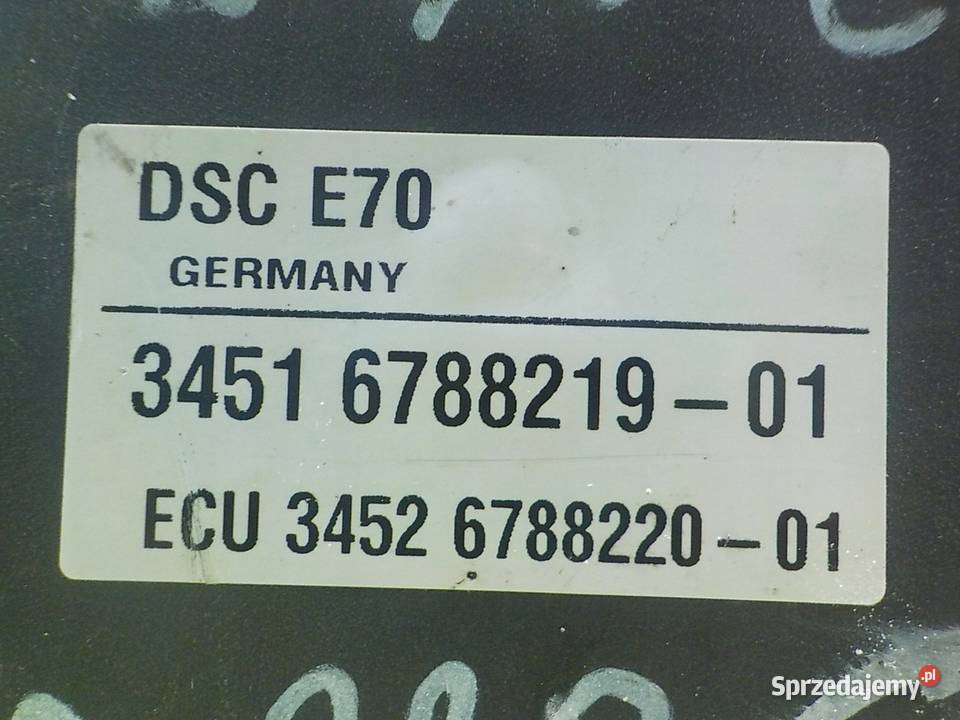 DSC E70
GERMANY
3451 6788219-01
ECU 3452 6788220-01
Sprzedajemy.pl